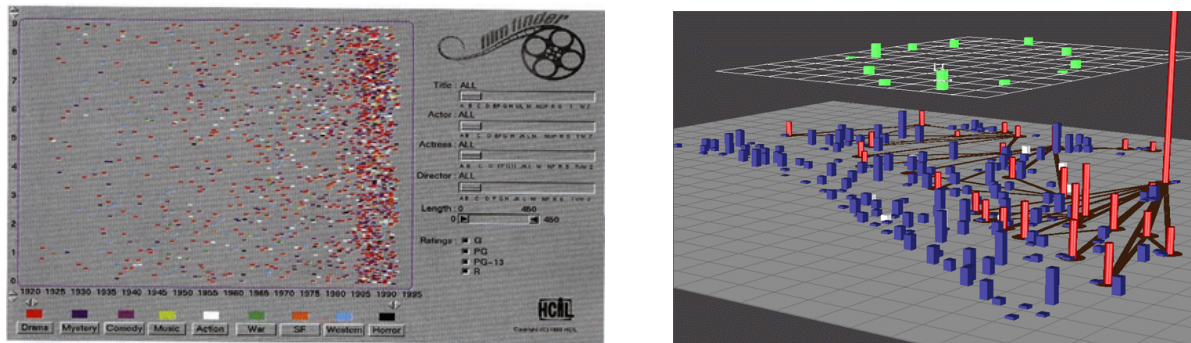 film finder
9
8
7
6
5
4
3
2
1
0
1920 1925 1930 1935 1940 1945 1950 1955 1960 1965 1970 1975 1980 1985 1990 1995
Drama Mystery Comedy Music Action War SF Western Horror
Title : ALL
Actor : ALL
Actress : ALL
Director : ALL
Length : 0 450
0 450
Ratings : G
PG
PG-13
R
HCIL